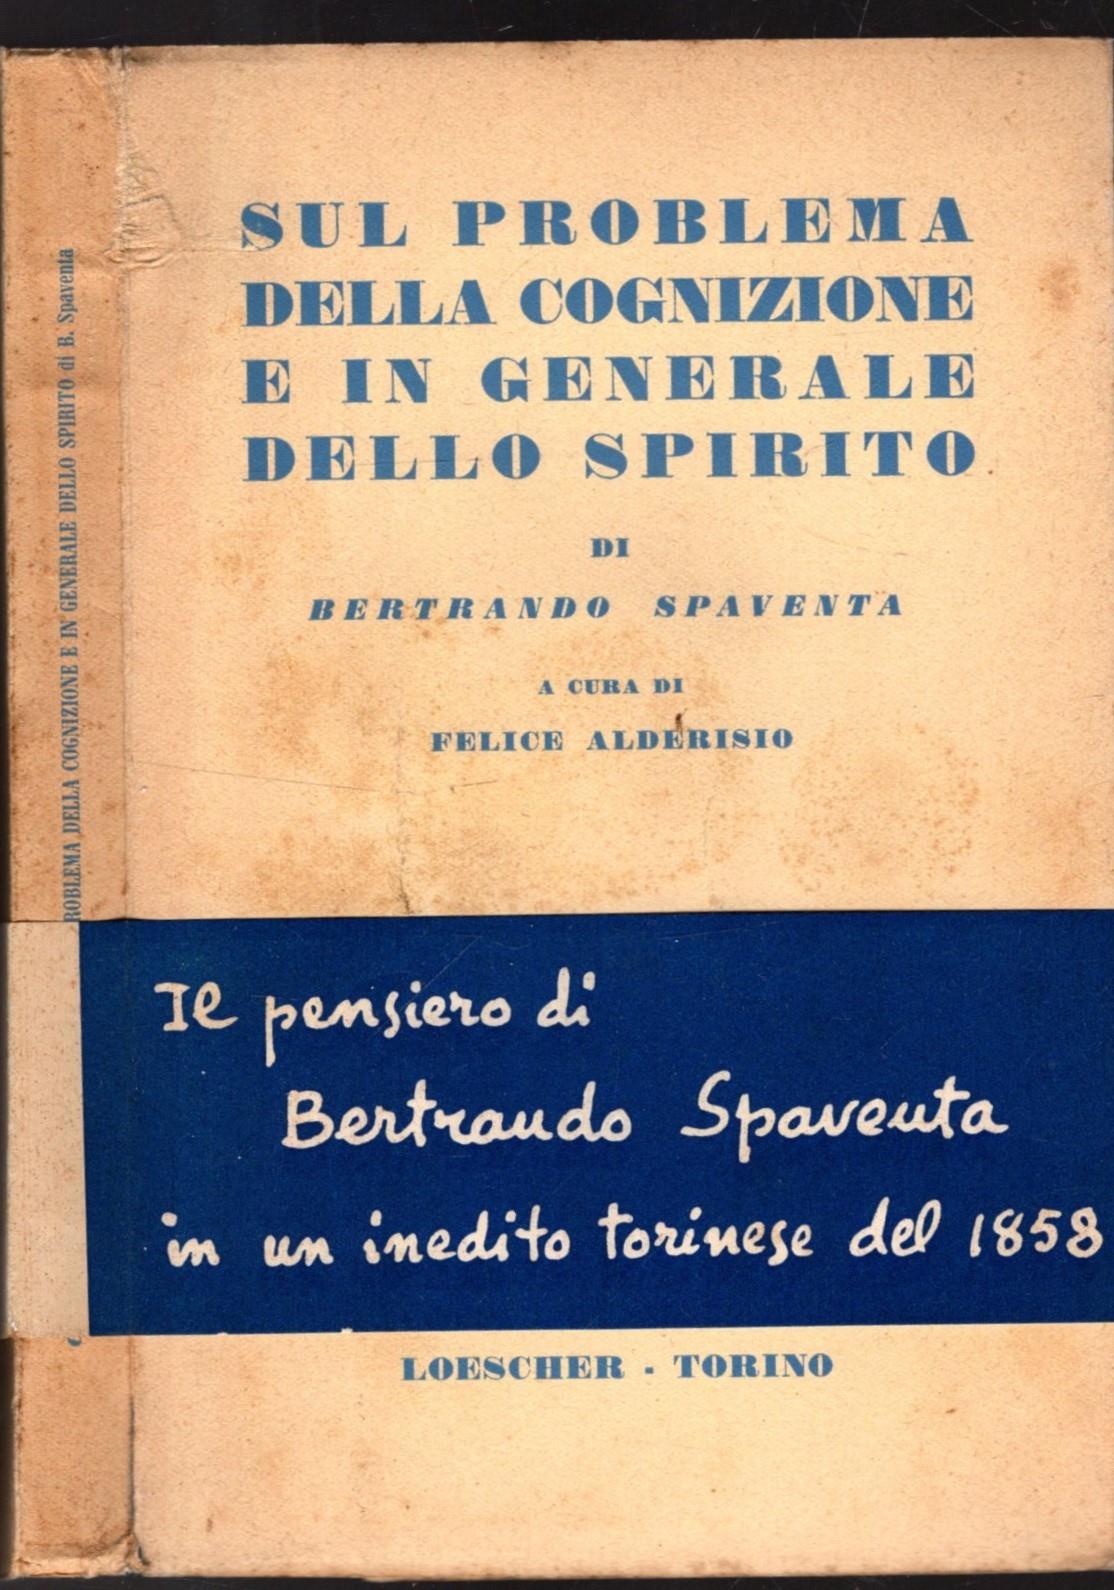 SUL PROBLEMA
DELLA COGNIZIONE
E IN GENERALE
DELLO SPIRITO
DI
BERTRANDO SPAVENTA
A CURA DI
FELICE ALDERISIO
Il pensiero di
Bertrando Spaventa
in un inedito torinese del 1858
LOESCHER - TORINO
ROBLEMA DELLA COGNIZIONE E IN GENERALE DELLO SPIRITO di B. Spaventa